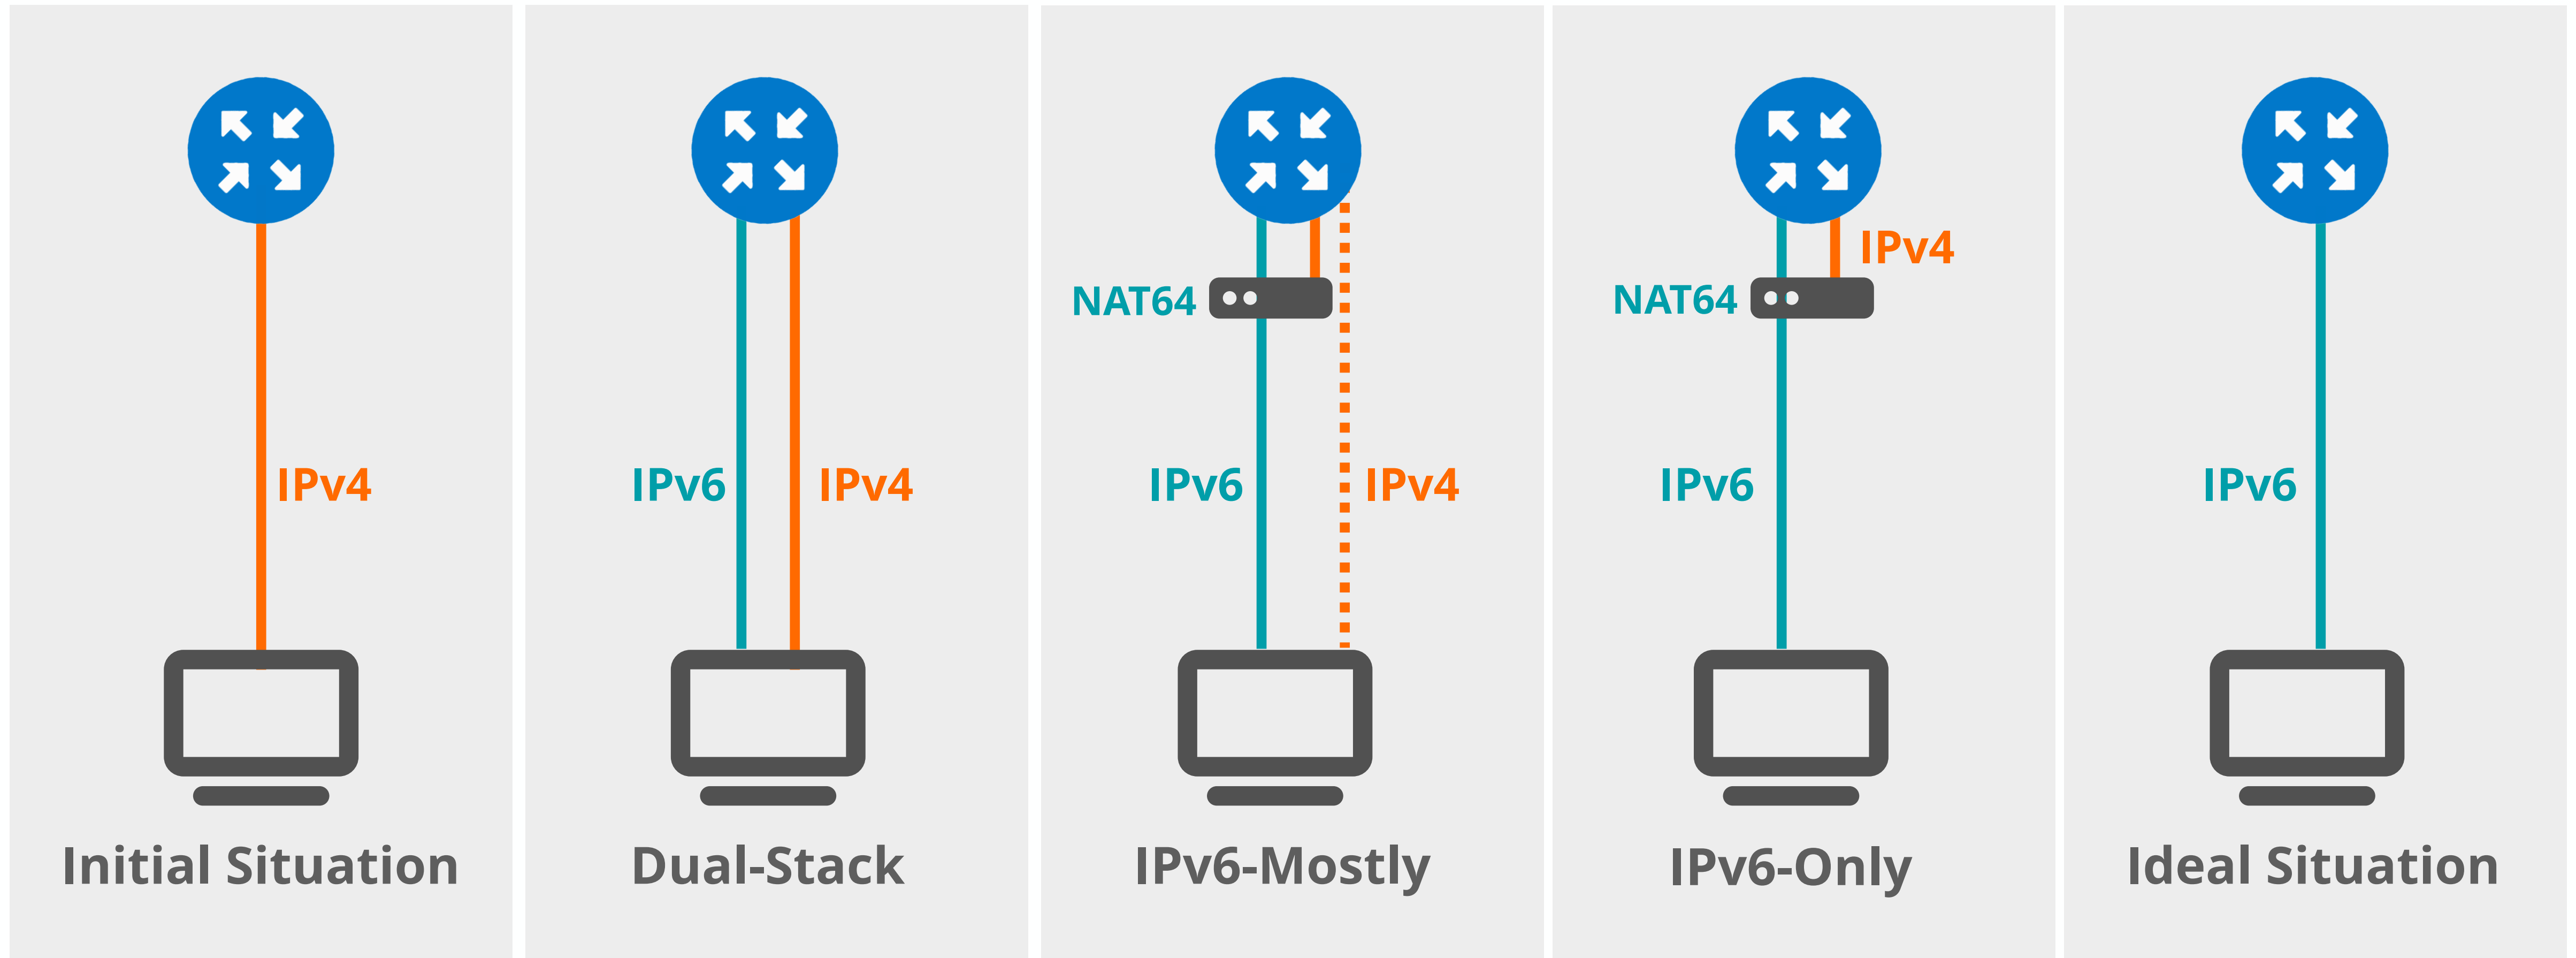 IPv4
Initial Situation
IPv6
IPv4
Dual-Stack
NAT64
IPv6
IPv4
IPv6-Mostly
IPv4
NAT64
IPv6
IPv6-Only
IPv6
Ideal Situation